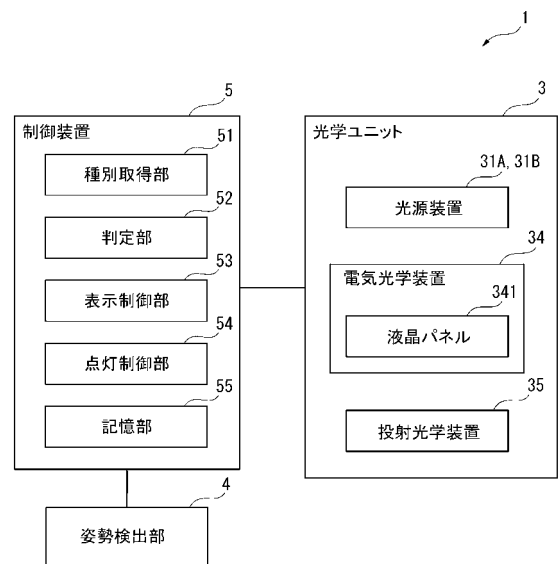 1
5
制御装置
51
種別取得部
52
判定部
53
表示制御部
54
点灯制御部
55
記憶部
4
姿勢検出部
3
光学ユニット
31A, 31B
光源装置
34
電気光学装置
341
液晶パネル
35
投射光学装置